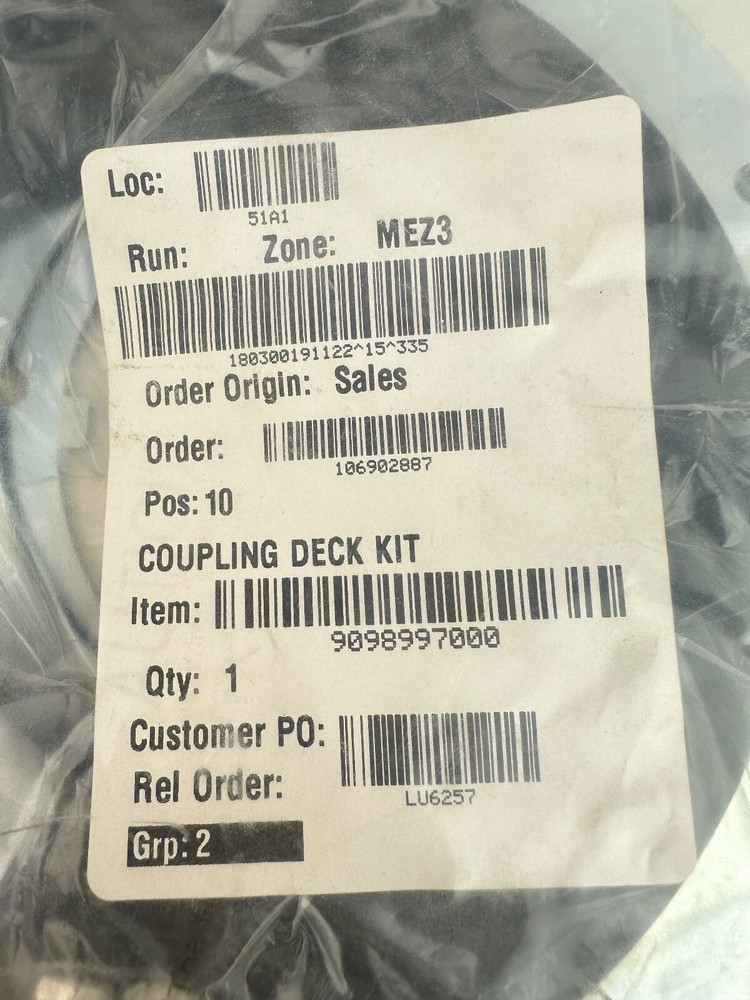 Loc:
51A1
Run: Zone: MEZ3
180300191122^15^335
Order Origin: Sales
Order:
106902887
Pos: 10
COUPLING DECK KIT
Item:
9098997000
Qty: 1
Customer PO:
Rel Order:
LU6257
Grp: 2